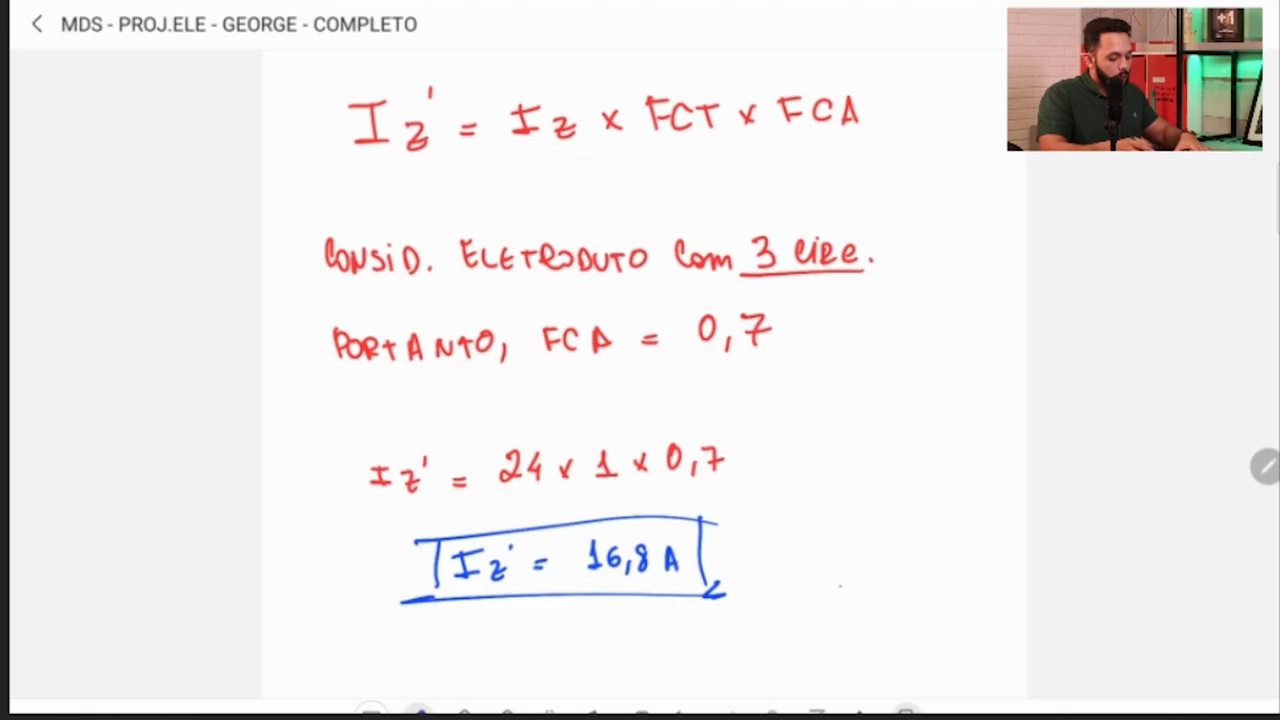 MDS - PROJ.ELE - GEORGE - COMPLETO
Iz' = Iz x FCT x FCA
CONSID. ELETRODUTO COM 3 CIRC.
PORTANTO, FCA = 0,7
Iz' = 24 x 1 x 0,7
Iz' = 16,8 A